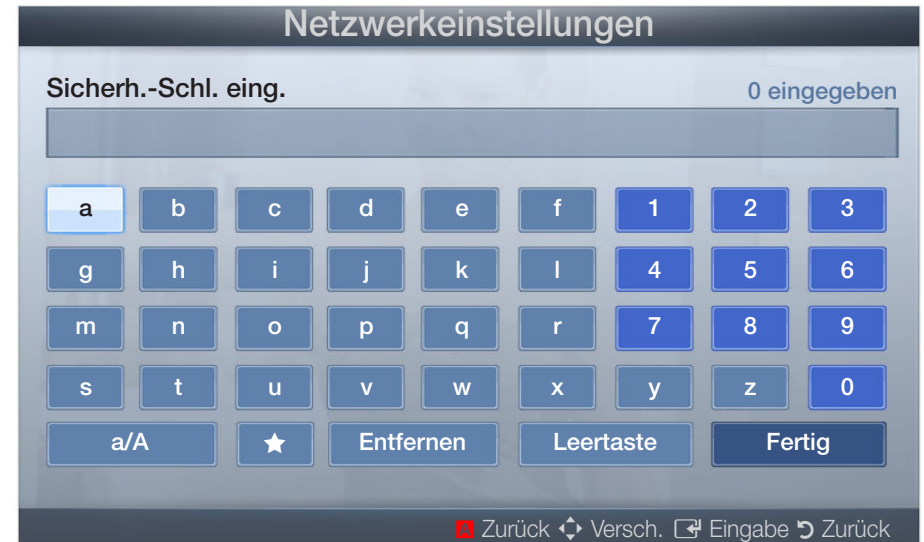 Netzwerkeinstellungen
Sicherh.-Schl. eing. 0 eingegeben
a b c d e f 1 2 3
g h i j k l 4 5 6
m n o p q r 7 8 9
s t u v w x y z 0
a/A ★ Entfernen Leertaste Fertig
A Zurück Versch. Eingabe Zurück